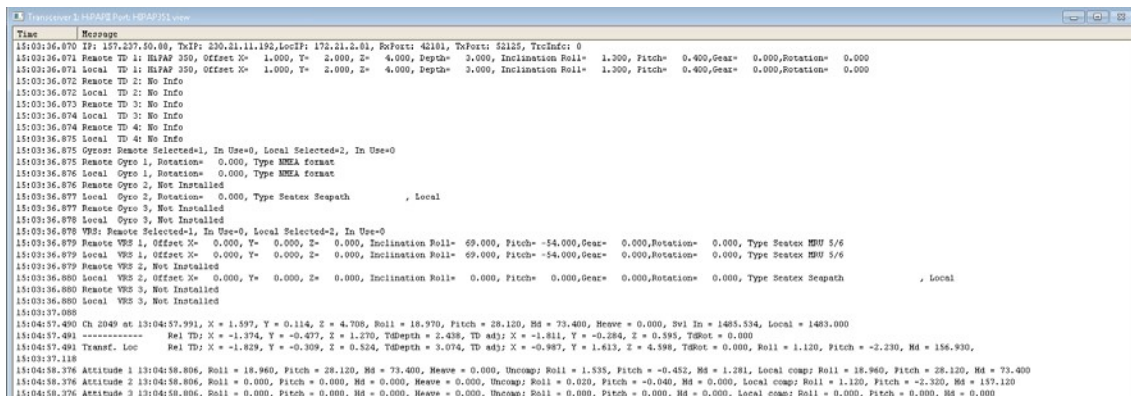 Transceiver 1: HiPAPII Port: HIPAP351 view
Time Message
15:03:36.870 IP: 157.237.50.88, TxIP: 230.21.11.192,LocIP: 172.21.2.81, RxPort: 42181, TxPort: 52125, TrcInfc: 0
15:03:36.871 Remote TD 1: HiPAP 350, Offset X= 1.000, Y= 2.000, Z= 4.000, Depth= 3.000, Inclination Roll= 1.300, Pitch= 0.400,Gear= 0.000,Rotation= 0.000
15:03:36.871 Local TD 1: HiPAP 350, Offset X= 1.000, Y= 2.000, Z= 4.000, Depth= 3.000, Inclination Roll= 1.300, Pitch= 0.400,Gear= 0.000,Rotation= 0.000
15:03:36.872 Remote TD 2: No Info
15:03:36.872 Local TD 2: No Info
15:03:36.873 Remote TD 3: No Info
15:03:36.874 Local TD 3: No Info
15:03:36.874 Remote TD 4: No Info
15:03:36.875 Local TD 4: No Info
15:03:36.875 Gyros: Remote Selected=1, In Use=0, Local Selected=2, In Use=0
15:03:36.875 Remote Gyro 1, Rotation= 0.000, Type NMEA format
15:03:36.876 Local Gyro 1, Rotation= 0.000, Type NMEA format
15:03:36.876 Remote Gyro 2, Not Installed
15:03:36.877 Local Gyro 2, Rotation= 0.000, Type Seatex Seapath , Local
15:03:36.877 Remote Gyro 3, Not Installed
15:03:36.878 Local Gyro 3, Not Installed
15:03:36.878 VRS: Remote Selected=1, In Use=0, Local Selected=2, In Use=0
15:03:36.879 Remote VRS 1, Offset X= 0.000, Y= 0.000, Z= 0.000, Inclination Roll= 69.000, Pitch= -54.000,Gear= 0.000,Rotation= 0.000, Type Seatex MRU 5/6
15:03:36.879 Local VRS 1, Offset X= 0.000, Y= 0.000, Z= 0.000, Inclination Roll= 69.000, Pitch= -54.000,Gear= 0.000,Rotation= 0.000, Type Seatex MRU 5/6
15:03:36.879 Remote VRS 2, Not Installed
15:03:36.880 Local VRS 2, Offset X= 0.000, Y= 0.000, Z= 0.000, Inclination Roll= 0.000, Pitch= 0.000,Gear= 0.000,Rotation= 0.000, Type Seatex Seapath , Local
15:03:36.880 Remote VRS 3, Not Installed
15:03:36.880 Local VRS 3, Not Installed
15:03:37.088
15:04:57.490 Ch 2049 at 13:04:57.991, X = 1.597, Y = 0.114, Z = 4.708, Roll = 18.970, Pitch = 28.120, Hd = 73.400, Heave = 0.000, Svl In = 1485.534, Local = 1483.000
15:04:57.491 ------------ Rel TD; X = -1.374, Y = -0.477, Z = 1.270, TdDepth = 2.438, TD adj; X = -1.811, Y = -0.284, Z = 0.595, TdRot = 0.000
15:04:57.491 Transf. Loc Rel TD; X = -1.829, Y = -0.309, Z = 0.524, TdDepth = 3.074, TD adj; X = -0.987, Y = 1.613, Z = 4.598, TdRot = 0.000, Roll = 1.120, Pitch = -2.230, Hd = 156.930,
15:03:37.118
15:04:58.376 Attitude 1 13:04:58.806, Roll = 18.960, Pitch = 28.120, Hd = 73.400, Heave = 0.000, Uncomp; Roll = 1.535, Pitch = -0.452, Hd = 1.281, Local comp; Roll = 18.960, Pitch = 28.120, Hd = 73.400
15:04:58.376 Attitude 2 13:04:58.806, Roll = 0.000, Pitch = 0.000, Hd = 0.000, Heave = 0.000, Uncomp; Roll = 0.020, Pitch = -0.040, Hd = 0.000, Local comp; Roll = 1.120, Pitch = -2.320, Hd = 157.120
15:04:58.376 Attitude 3 13:04:58.806, Roll = 0.000, Pitch = 0.000, Hd = 0.000, Heave = 0.000, Uncomp; Roll = 0.000, Pitch = 0.000, Hd = 0.000, Local comp; Roll = 0.000, Pitch = 0.000, Hd = 0.000